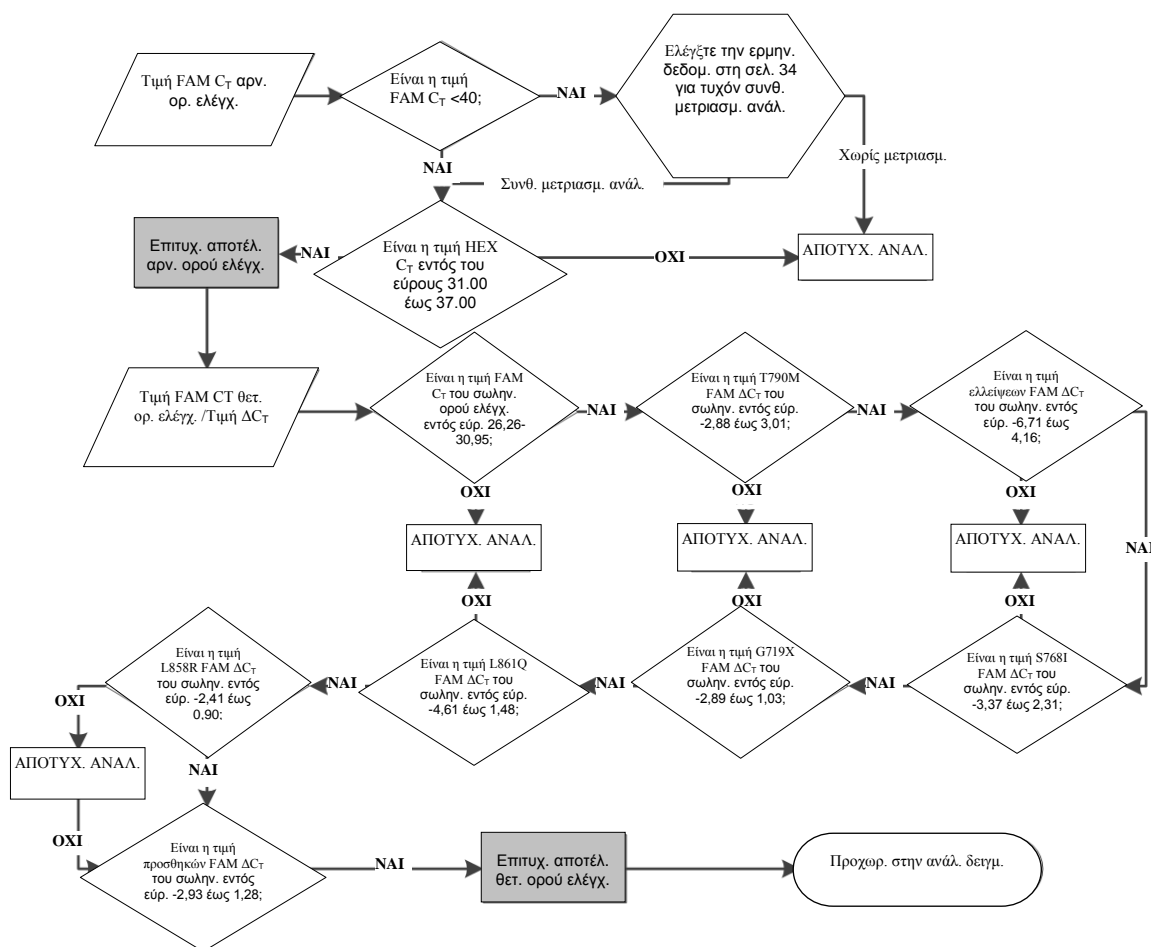 Τιμή FAM CT αρν.
ορ. ελέγχ.
Είναι η τιμή
FAM CT <40;
ΝΑΙ
Ελέγξτε την ερμην.
δεδομ. στη σελ. 34
για τυχόν συνθ.
μετριασμ. ανάλ.
ΝΑΙ
Συνθ. μετριασμ. ανάλ.
Χωρίς μετριασμ.
Επιτυχ. αποτέλ.
αρν. ορού ελέγχ.
ΝΑΙ
Είναι η τιμή HEX
CT εντός του
εύρους 31.00
έως 37.00
ΟΧΙ
ΑΠΟΤΥΧ. ΑΝΑΛ.
Τιμή FAM CT θετ.
ορ. ελέγχ. /Τιμή ΔCT
Είναι η τιμή FAM
CT του σωλην.
ορού ελέγχ.
εντός εύρ. 26,26-
30,95;
ΝΑΙ
Είναι η τιμή T790M
FAM ΔCT του
σωλην. εντός εύρ.
-2,88 έως 3,01;
ΝΑΙ
Είναι η τιμή
ελλείψεων FAM ΔCT
του σωλην. εντός
εύρ. -6,71 έως
4,16;
ΟΧΙ
ΟΧΙ
ΟΧΙ
ΑΠΟΤΥΧ. ΑΝΑΛ.
ΑΠΟΤΥΧ. ΑΝΑΛ.
ΑΠΟΤΥΧ. ΑΝΑΛ.
ΝΑΙ
ΟΧΙ
ΟΧΙ
ΟΧΙ
Είναι η τιμή
L858R FAM ΔCT
του σωλην. εντός
εύρ. -2,41 έως
0,90;
ΝΑΙ
Είναι η τιμή L861Q
FAM ΔCT του
σωλην. εντός εύρ.
-4,61 έως 1,48;
ΝΑΙ
Είναι η τιμή G719X
FAM ΔCT του
σωλην. εντός εύρ.
-2,89 έως 1,03;
ΝΑΙ
Είναι η τιμή S768I
FAM ΔCT του
σωλην. εντός εύρ.
-3,37 έως 2,31;
ΟΧΙ
ΑΠΟΤΥΧ. ΑΝΑΛ.
ΝΑΙ
ΟΧΙ
Είναι η τιμή
προσθηκών FAM ΔCT
του σωλην. εντός
εύρ. -2,93 έως 1,28;
ΝΑΙ
Επιτυχ. αποτέλ.
θετ. ορού ελέγχ.
Προχωρ. στην ανάλ. δειγμ.